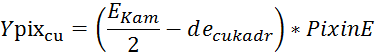 Ypix_cu = (E_Kam / 2 − de_cukadr) * PixinE